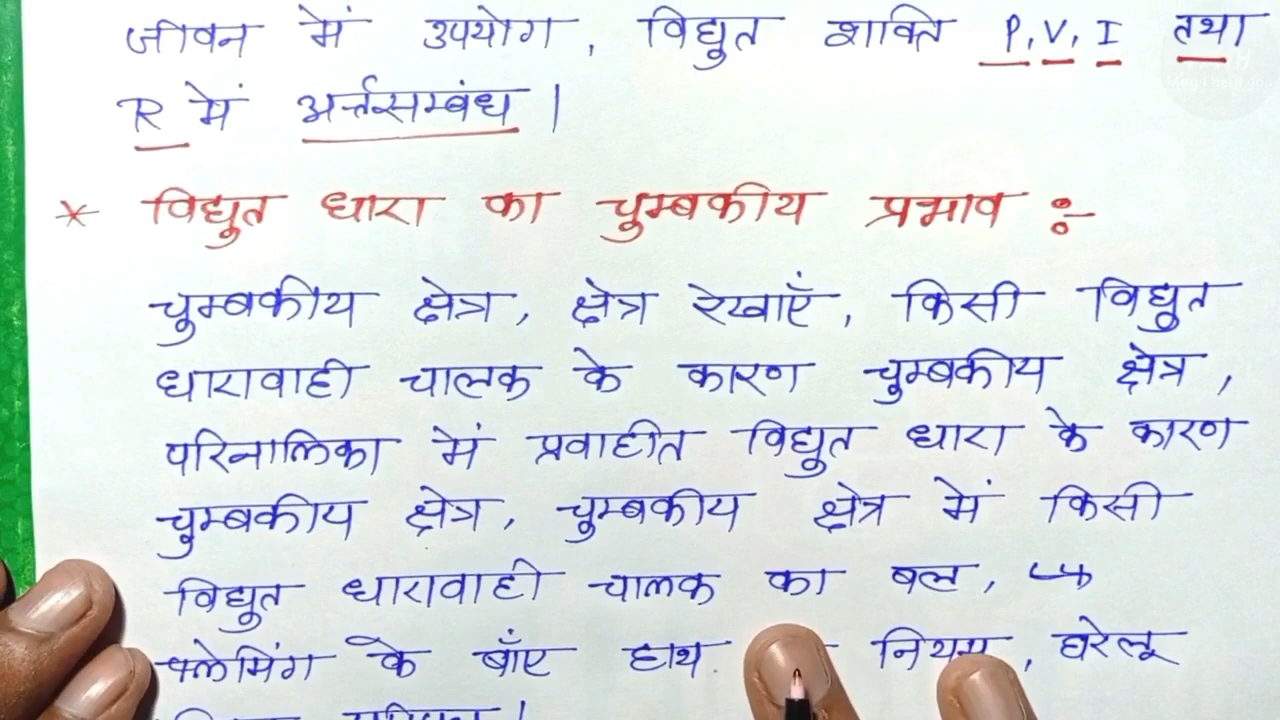 जीवन में उपयोग, विद्युत शक्ति P, V, I तथा
R में अर्न्तसम्बंध |
* विद्युत धारा का चुम्बकीय प्रभाव :-
चुम्बकीय क्षेत्र, क्षेत्र रेखाएँ, किसी विद्युत
धारावाही चालक के कारण चुम्बकीय क्षेत्र,
परिनालिका में प्रवाहीत विद्युत धारा के कारण
चुम्बकीय क्षेत्र, चुम्बकीय क्षेत्र में किसी
विद्युत धारावाही चालक का बल,
फ्लेमिंग के बाँए हाथ नियम, घरेलू